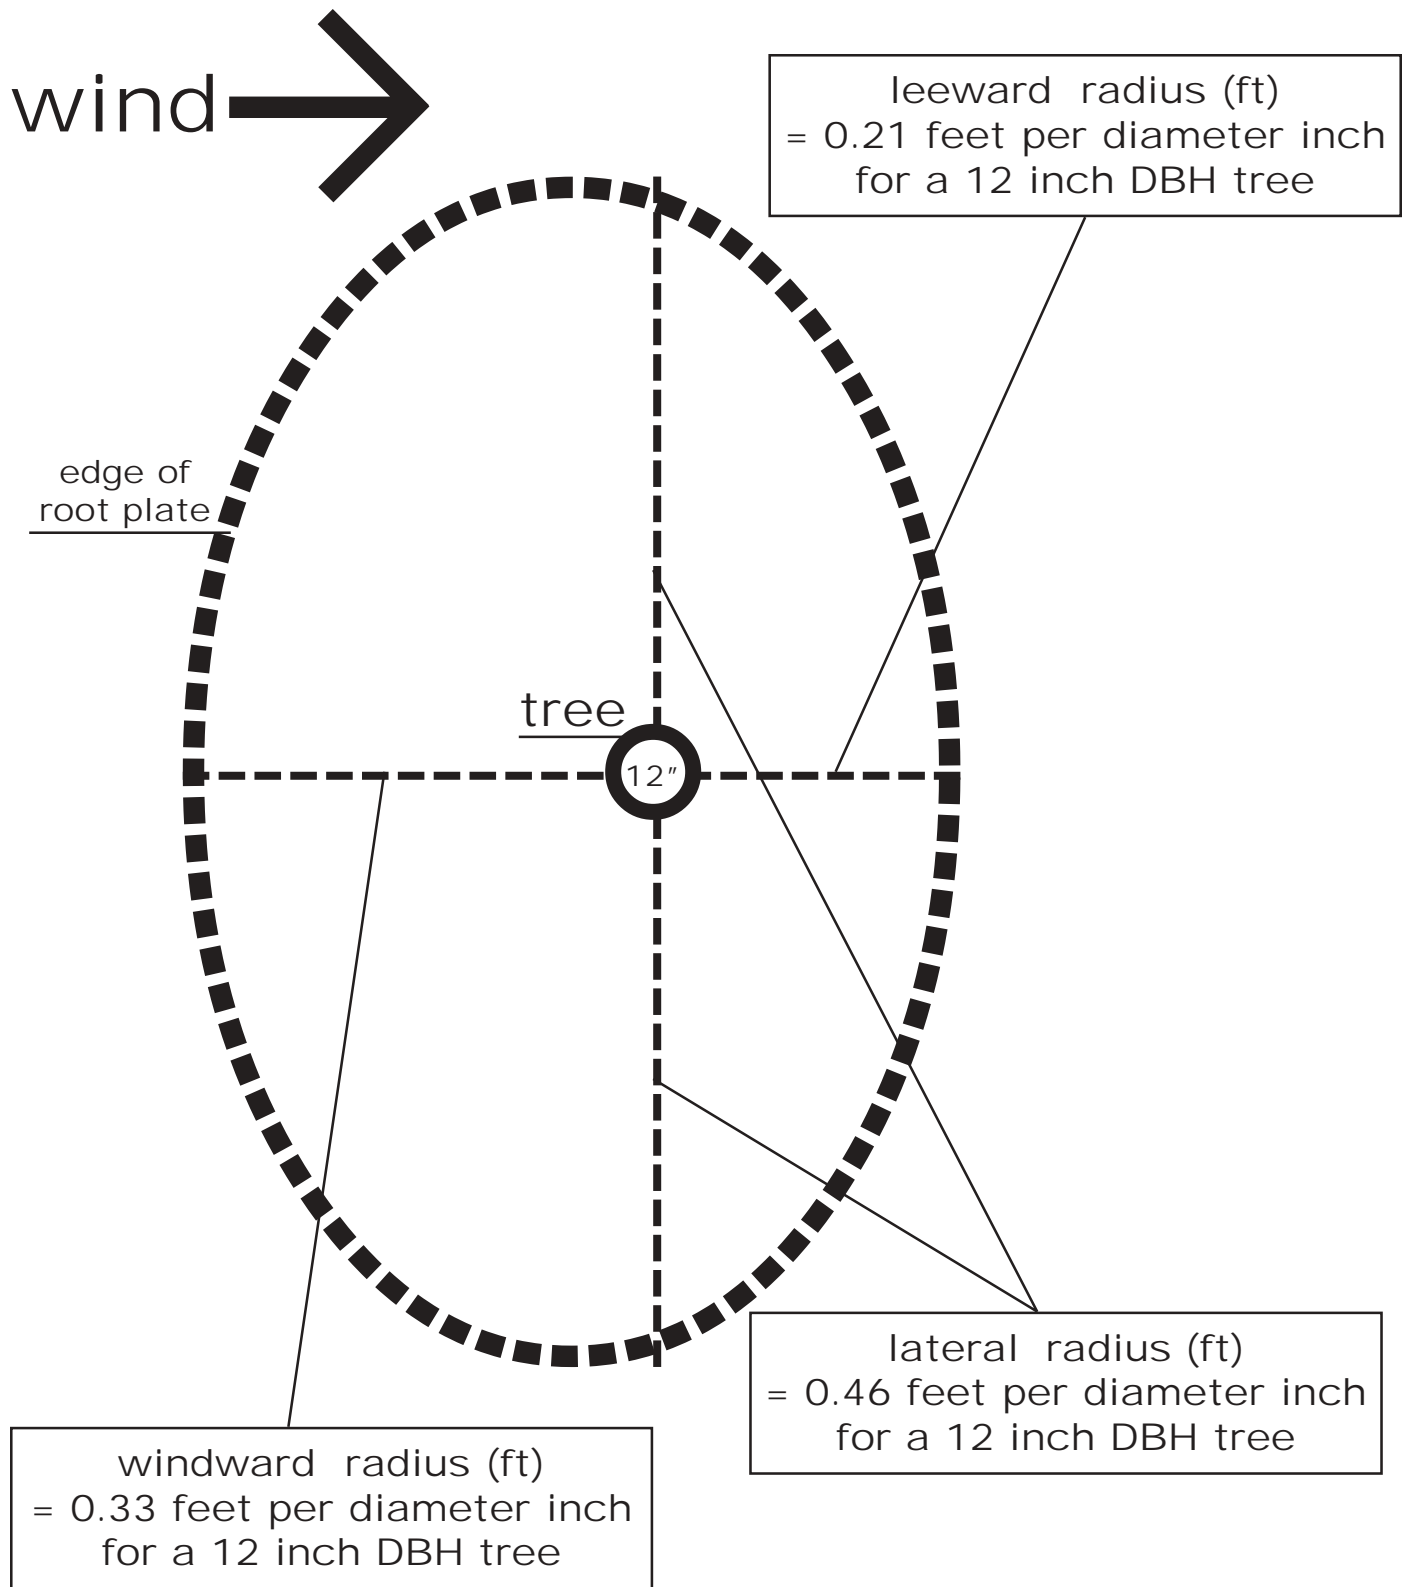 wind
leeward radius (ft)
= 0.21 feet per diameter inch
for a 12 inch DBH tree
edge of
root plate
tree
12"
lateral radius (ft)
= 0.46 feet per diameter inch
for a 12 inch DBH tree
windward radius (ft)
= 0.33 feet per diameter inch
for a 12 inch DBH tree